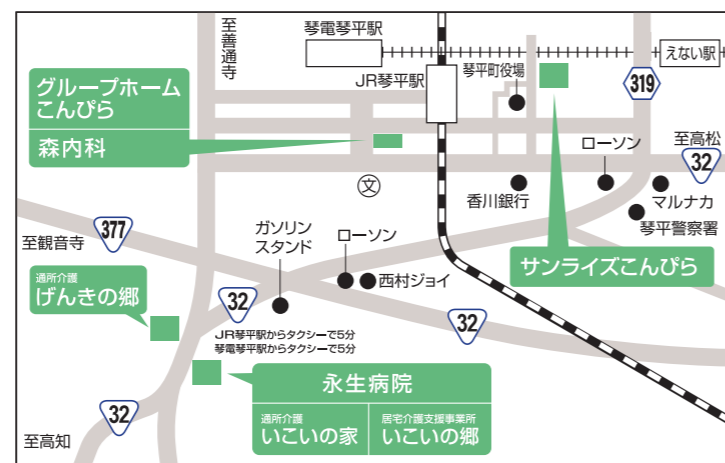 至善通寺
琴電琴平駅
えない駅
JR琴平駅
琴平町役場
319
グループホーム
こんぴら
森内科
至高松
32
ローソン
文
香川銀行
マルナカ
琴平警察署
377
至観音寺
ガソリン
スタンド
ローソン
西村ジョイ
サンライズこんぴら
通所介護
げんきの郷
32
32
JR琴平駅からタクシーで5分
琴電琴平駅からタクシーで5分
永生病院
通所介護
いこいの家
居宅介護支援事業所
いこいの郷
32
至高知